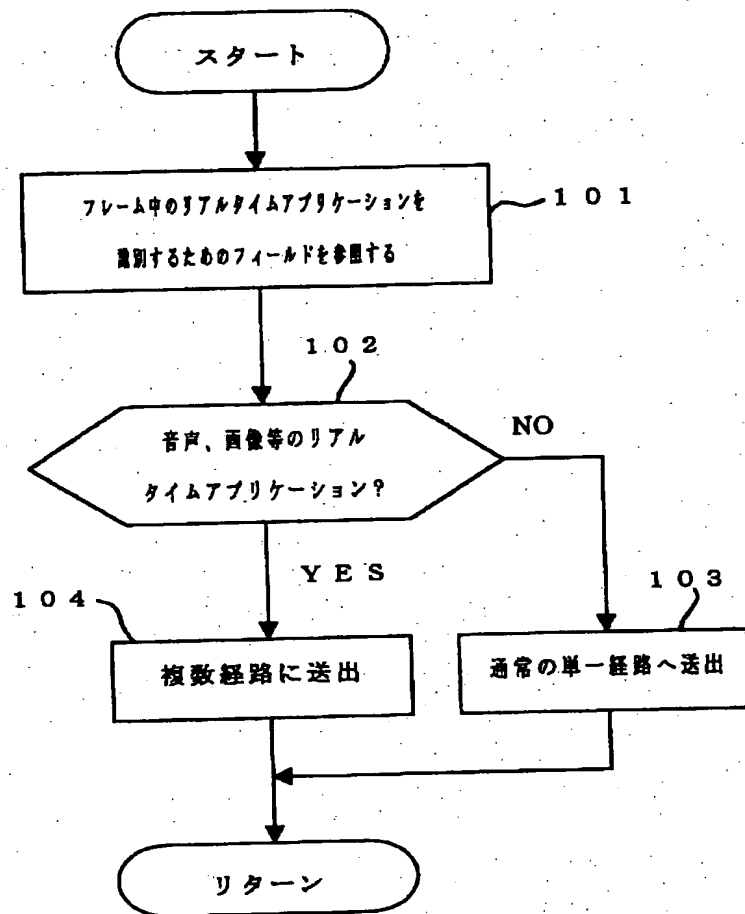 スタート
フレーム中のリアルタイムアプリケーションを
識別するためのフィールドを参照する
101
102
音声、画像等のリアル
タイムアプリケーション?
NO
YES
104
103
複数経路に送出
通常の単一経路へ送出
リターン